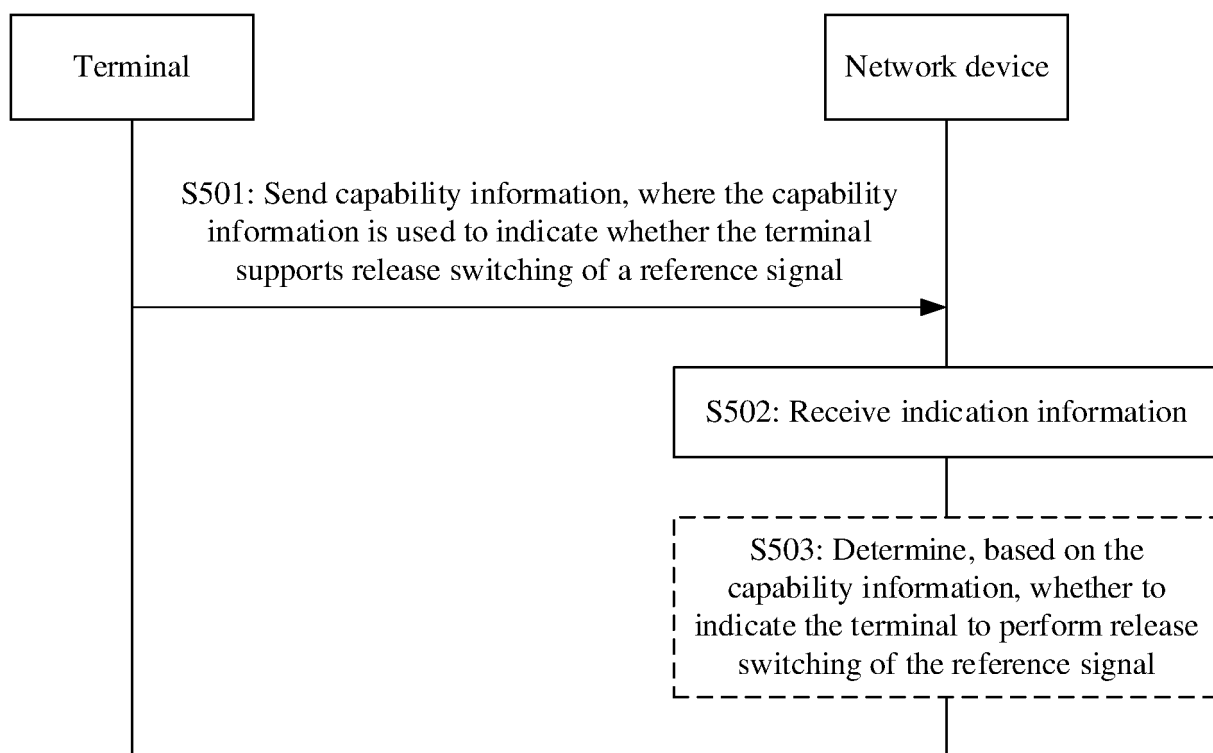 Terminal
Network device
S501: Send capability information, where the capability
information is used to indicate whether the terminal
supports release switching of a reference signal
S502: Receive indication information
S503: Determine, based on the
capability information, whether to
indicate the terminal to perform release
switching of the reference signal